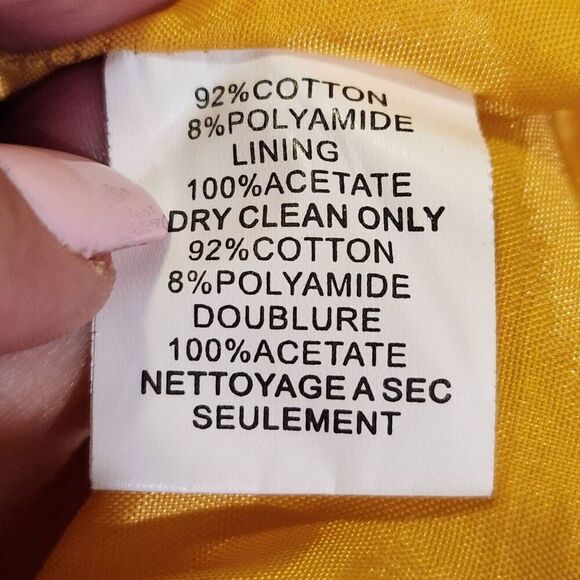 92%COTTON
8%POLYAMIDE
LINING
100%ACETATE
DRY CLEAN ONLY
92%COTTON
8%POLYAMIDE
DOUBLURE
100%ACETATE
NETTOYAGE A SEC
SEULEMENT